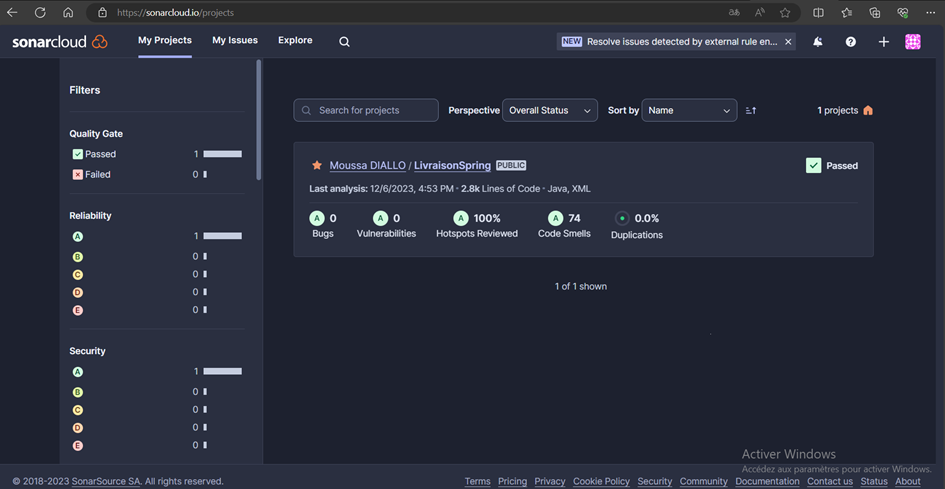 https://sonarcloud.io/projects
sonarcloud My Projects My Issues Explore NEW Resolve issues detected by external rule en...
Filters
Search for projects Perspective Overall Status Sort by Name 1 projects
Quality Gate
Passed 1
Failed 0
Reliability
A 1
B 0
C 0
D 0
E 0
Security
A 1
B 0
C 0
D 0
E 0
Moussa DIALLO / LivraisonSpring PUBLIC Passed
Last analysis: 12/6/2023, 4:53 PM · 2.8k Lines of Code · Java, XML
A 0 A 0 A 100% A 74 0.0%
Bugs Vulnerabilities Hotspots Reviewed Code Smells Duplications
1 of 1 shown
Activer Windows
Accédez aux paramètres pour activer Windows.
© 2018-2023 SonarSource SA. All rights reserved. Terms Pricing Privacy Cookie Policy Security Community Documentation Contact us Status About